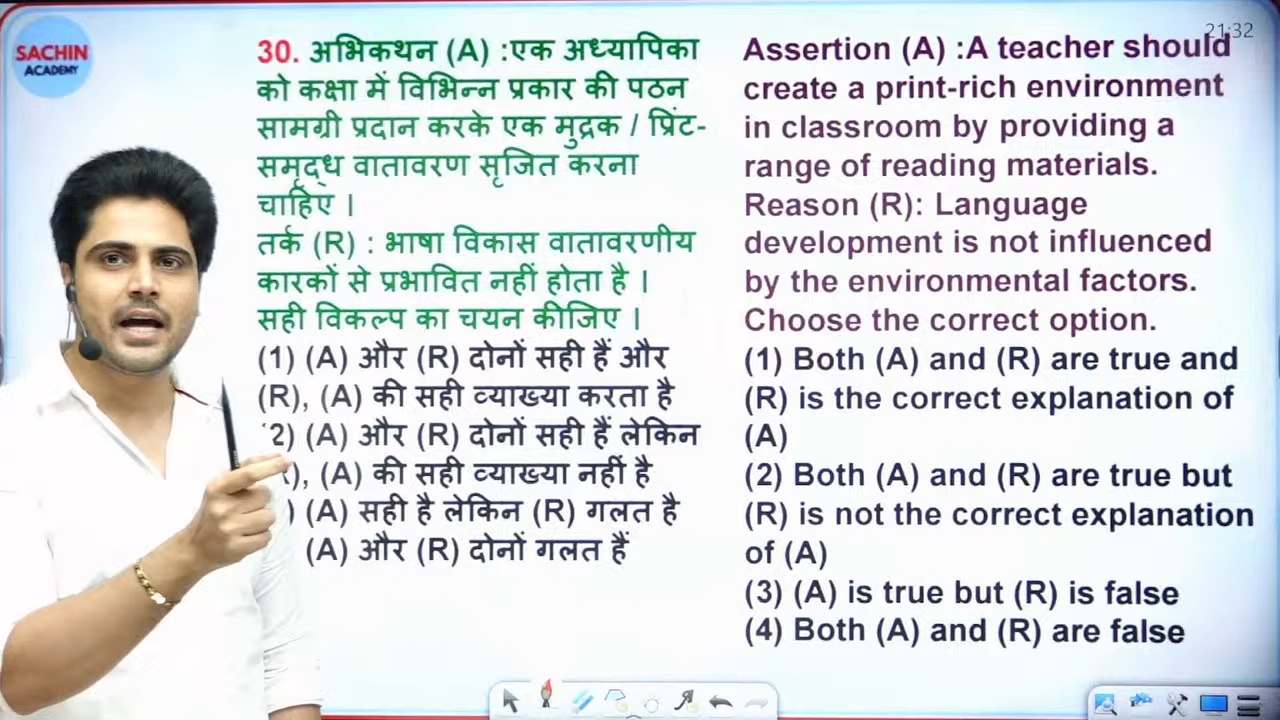 SACHIN
ACADEMY
21:32
30. अभिकथन (A) :एक अध्यापिका
को कक्षा में विभिन्न प्रकार की पठन
सामग्री प्रदान करके एक मुद्रक / प्रिंट-
समृद्ध वातावरण सृजित करना
चाहिए |
तर्क (R) : भाषा विकास वातावरणीय
कारकों से प्रभावित नहीं होता है |
सही विकल्प का चयन कीजिए |
(1) (A) और (R) दोनों सही हैं और
(R), (A) की सही व्याख्या करता है
2) (A) और (R) दोनों सही हैं लेकिन
), (A) की सही व्याख्या नहीं है
) (A) सही है लेकिन (R) गलत है
(A) और (R) दोनों गलत हैं
Assertion (A) :A teacher should
create a print-rich environment
in classroom by providing a
range of reading materials.
Reason (R): Language
development is not influenced
by the environmental factors.
Choose the correct option.
(1) Both (A) and (R) are true and
(R) is the correct explanation of
(A)
(2) Both (A) and (R) are true but
(R) is not the correct explanation
of (A)
(3) (A) is true but (R) is false
(4) Both (A) and (R) are false